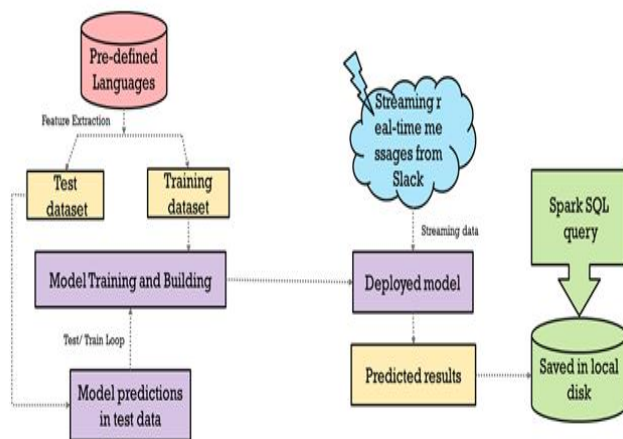 Pre-defined
Languages
Feature Extraction
Test
dataset
Training
dataset
Model Training and Building
Test/ Train Loop
Model predictions
in test data
Streaming r
eal-time me
ssages from
Slack
Streaming data
Deployed model
Predicted results
Spark SQL
query
Saved in local
disk